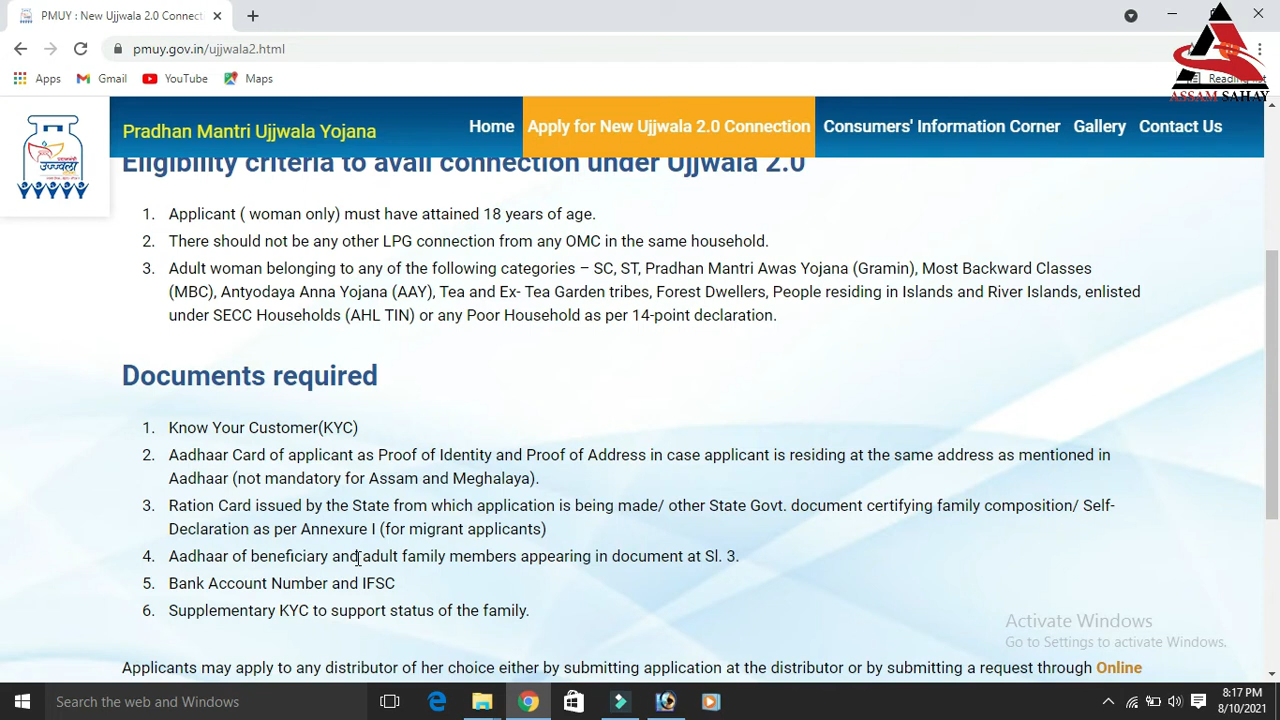 PMUY : New Ujjwala 2.0 Connecti
pmuy.gov.in/ujjwala2.html
Apps Gmail YouTube Maps
Reading list
ASSAM SAHAY
उज्ज्वला
Pradhan Mantri Ujjwala Yojana
Home Apply for New Ujjwala 2.0 Connection Consumers' Information Corner Gallery Contact Us
Eligibility criteria to avail connection under Ujjwala 2.0
1. Applicant ( woman only) must have attained 18 years of age.
2. There should not be any other LPG connection from any OMC in the same household.
3. Adult woman belonging to any of the following categories – SC, ST, Pradhan Mantri Awas Yojana (Gramin), Most Backward Classes
(MBC), Antyodaya Anna Yojana (AAY), Tea and Ex- Tea Garden tribes, Forest Dwellers, People residing in Islands and River Islands, enlisted
under SECC Households (AHL TIN) or any Poor Household as per 14-point declaration.
Documents required
1. Know Your Customer(KYC)
2. Aadhaar Card of applicant as Proof of Identity and Proof of Address in case applicant is residing at the same address as mentioned in
Aadhaar (not mandatory for Assam and Meghalaya).
3. Ration Card issued by the State from which application is being made/ other State Govt. document certifying family composition/ Self-
Declaration as per Annexure I (for migrant applicants)
4. Aadhaar of beneficiary and adult family members appearing in document at Sl. 3.
5. Bank Account Number and IFSC
6. Supplementary KYC to support status of the family.
Activate Windows
Go to Settings to activate Windows.
Applicants may apply to any distributor of her choice either by submitting application at the distributor or by submitting a request through Online
Search the web and Windows
8:17 PM
8/10/2021